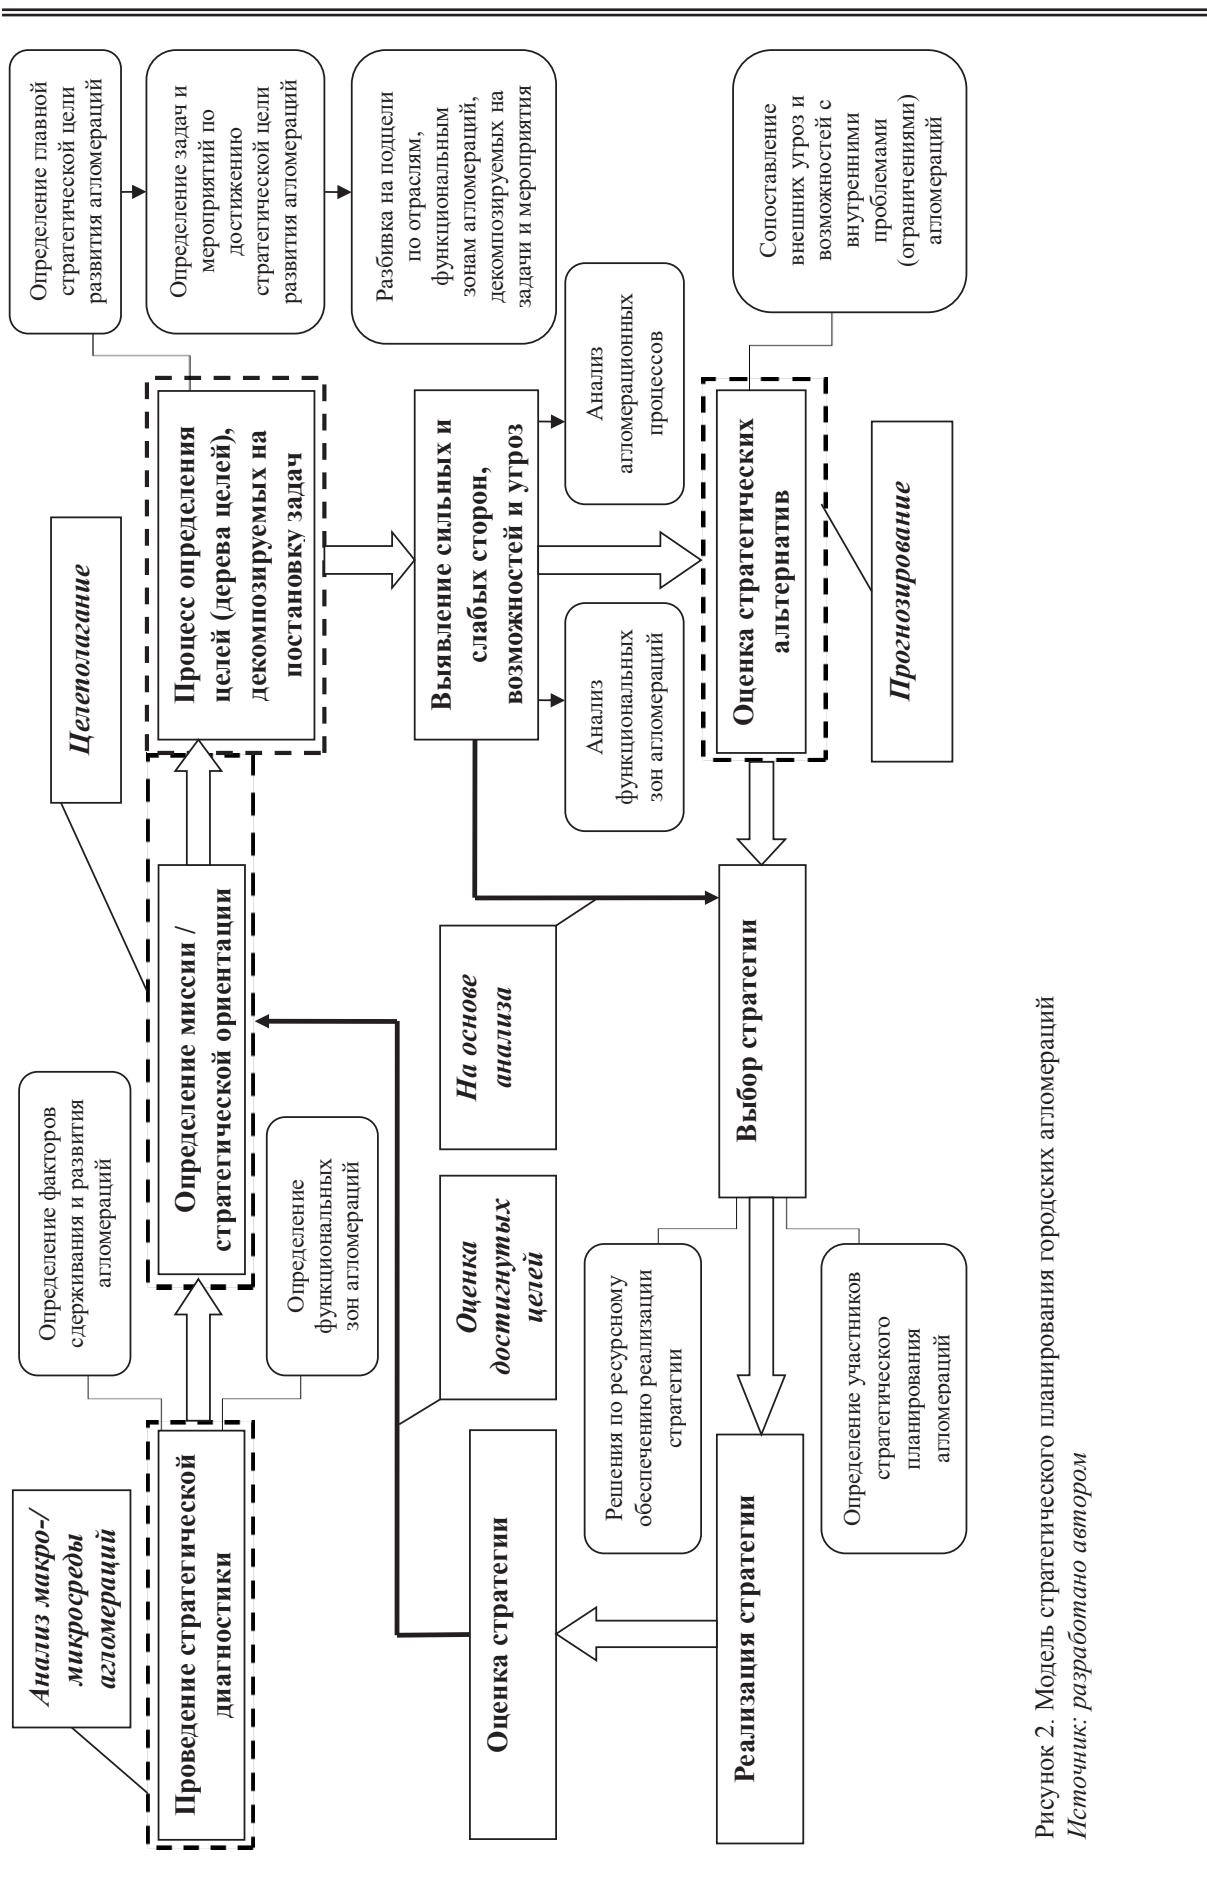 Анализ макро-/
микросреды
агломераций
Проведение стратегической
диагностики
Определение факторов
сдерживания и развития
агломераций
Определение
функциональных
зон агломераций
Целеполагание
Определение миссии /
стратегической ориентации
Процесс определения
целей (дерева целей),
декомпозируемых на
постановку задач
Определение главной
стратегической цели
развития агломераций
Определение задач и
мероприятий по
достижению
стратегической цели
развития агломераций
Разбивка на подцели
по отраслям,
функциональным
зонам агломераций,
декомпозируемых на
задачи и мероприятия
Выявление сильных и
слабых сторон,
возможностей и угроз
Анализ
функциональных
зон агломераций
Анализ
агломерационных
процессов
На основе
анализа
Оценка
достигнутых
целей
Оценка стратегии
Решения по ресурсному
обеспечению реализации
стратегии
Реализация стратегии
Определение участников
стратегического
планирования
агломераций
Выбор стратегии
Оценка стратегических
альтернатив
Сопоставление
внешних угроз и
возможностей с
внутренними
проблемами
(ограничениями)
агломераций
Прогнозирование
Рисунок 2. Модель стратегического планирования городских агломераций
Источник: разработано автором